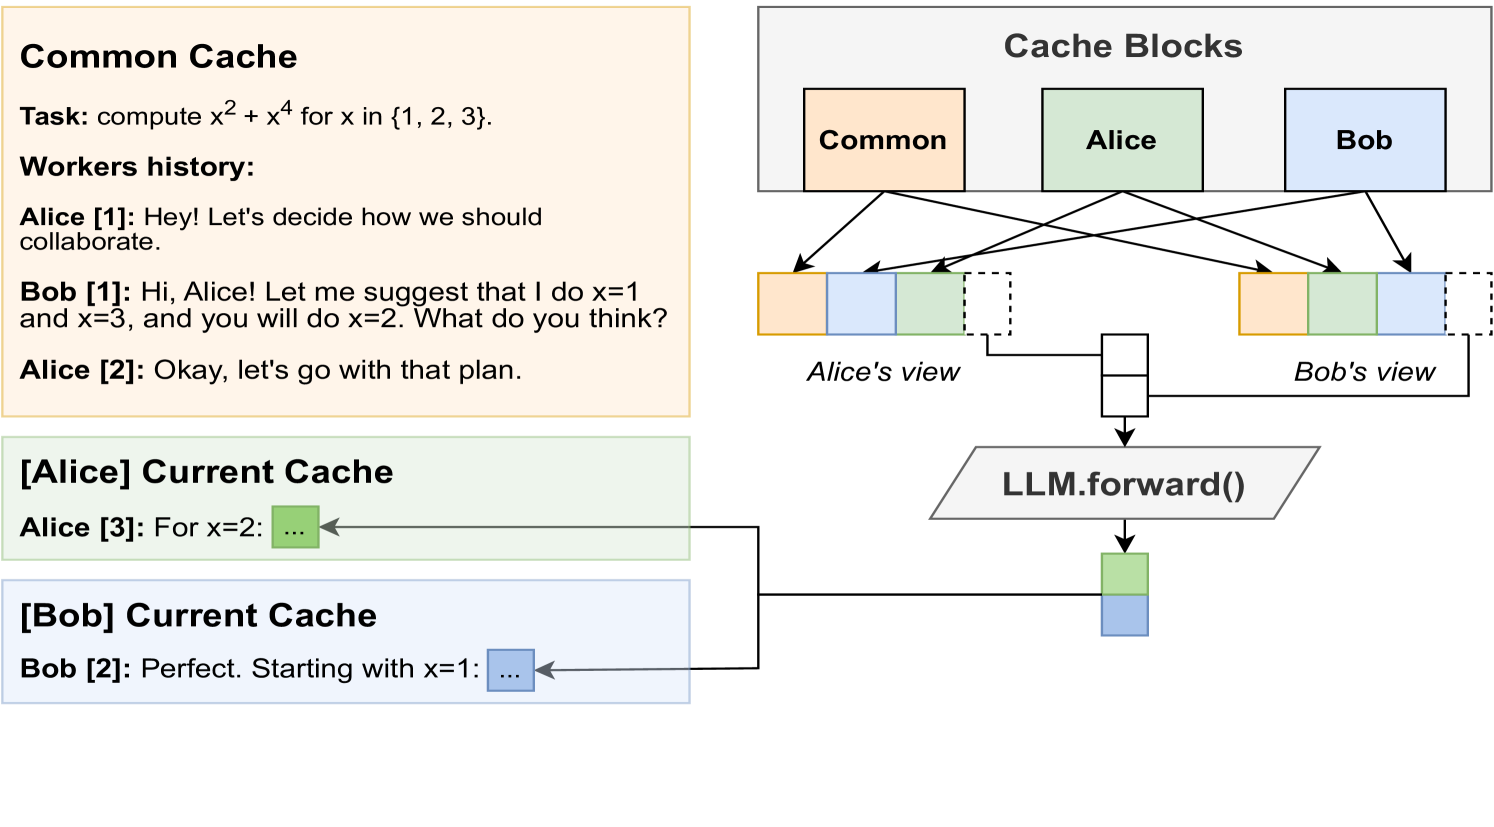 Common Cache
Task: compute x² + x⁴ for x in {1, 2, 3}.
Workers history:
Alice [1]: Hey! Let's decide how we should
collaborate.
Bob [1]: Hi, Alice! Let me suggest that I do x=1
and x=3, and you will do x=2. What do you think?
Alice [2]: Okay, let's go with that plan.
[Alice] Current Cache
Alice [3]: For x=2: ...
[Bob] Current Cache
Bob [2]: Perfect. Starting with x=1: ...
Cache Blocks
Common
Alice
Bob
Alice's view
Bob's view
LLM.forward()